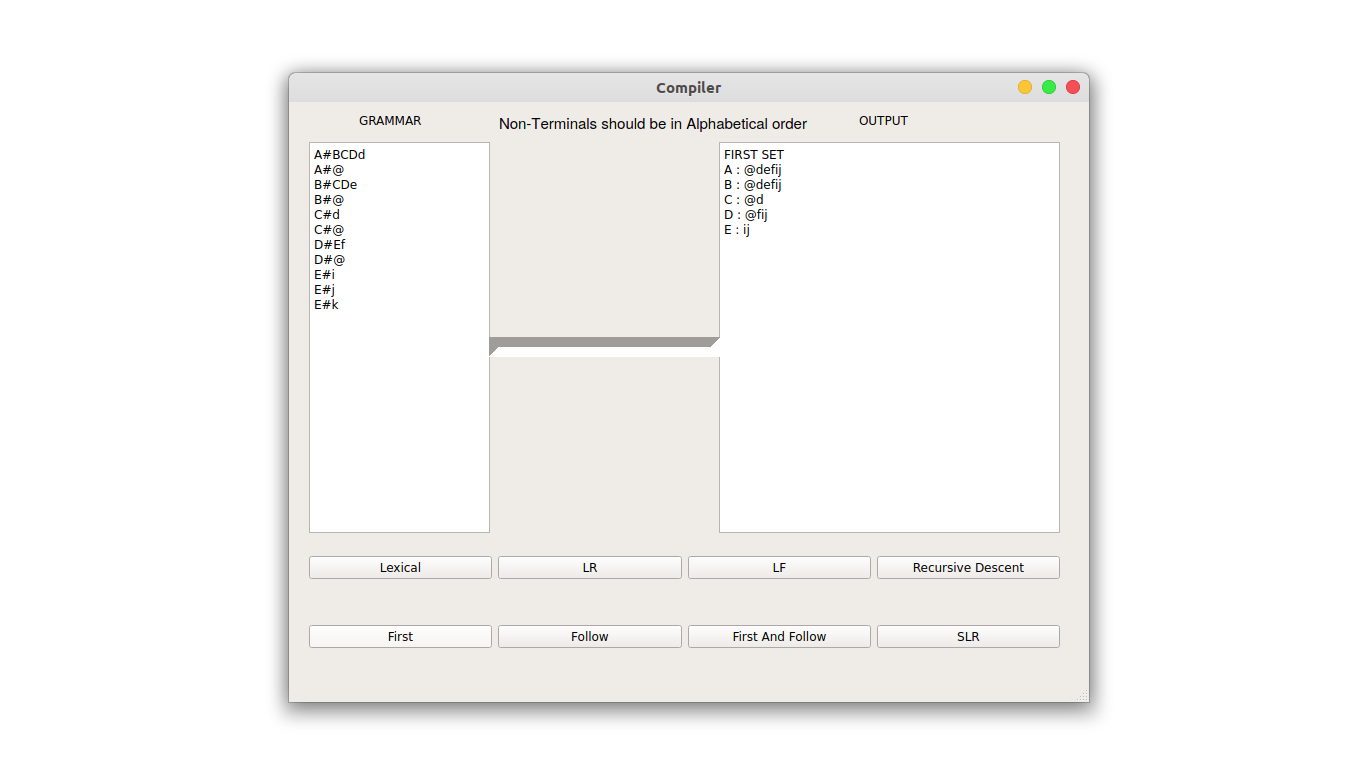 Compiler
GRAMMAR
Non-Terminals should be in Alphabetical order
OUTPUT
A#BCDd
A#@
B#CDe
B#@
C#d
C#@
D#Ef
D#@
E#i
E#j
E#k
FIRST SET
A : @defij
B : @defij
C : @d
D : @fij
E : ij
Lexical
LR
LF
Recursive Descent
First
Follow
First And Follow
SLR